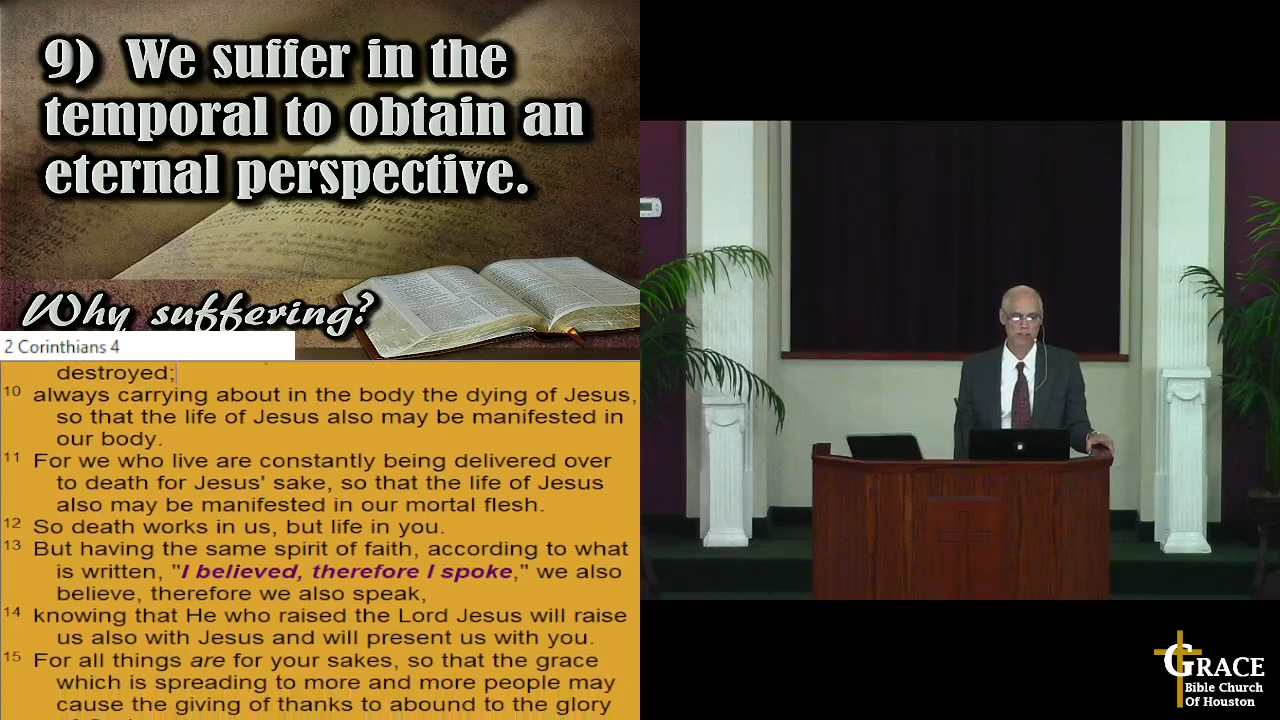 9) We suffer in the
temporal to obtain an
eternal perspective.
Why suffering?
2 Corinthians 4
destroyed;
10 always carrying about in the body the dying of Jesus,
so that the life of Jesus also may be manifested in
our body.
11 For we who live are constantly being delivered over
to death for Jesus' sake, so that the life of Jesus
also may be manifested in our mortal flesh.
12 So death works in us, but life in you.
13 But having the same spirit of faith, according to what
is written, "I believed, therefore I spoke," we also
believe, therefore we also speak,
14 knowing that He who raised the Lord Jesus will raise
us also with Jesus and will present us with you.
15 For all things are for your sakes, so that the grace
which is spreading to more and more people may
cause the giving of thanks to abound to the glory
GRACE
Bible Church
Of Houston